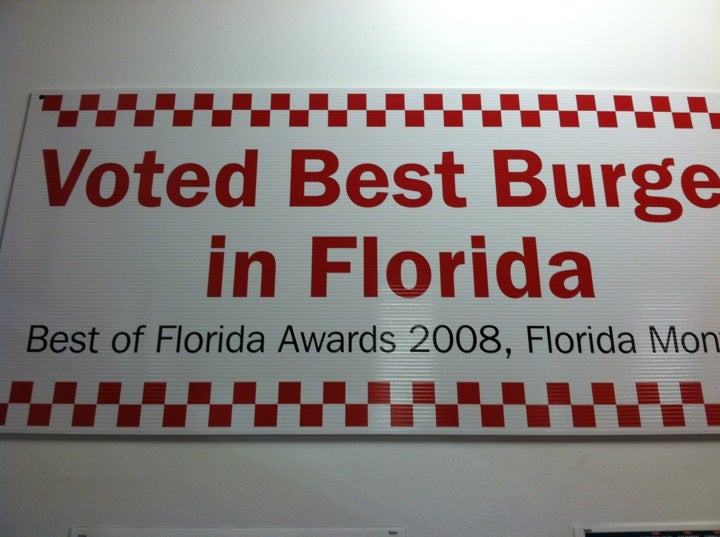 Voted Best Burge
in Florida
Best of Florida Awards 2008, Florida Mon